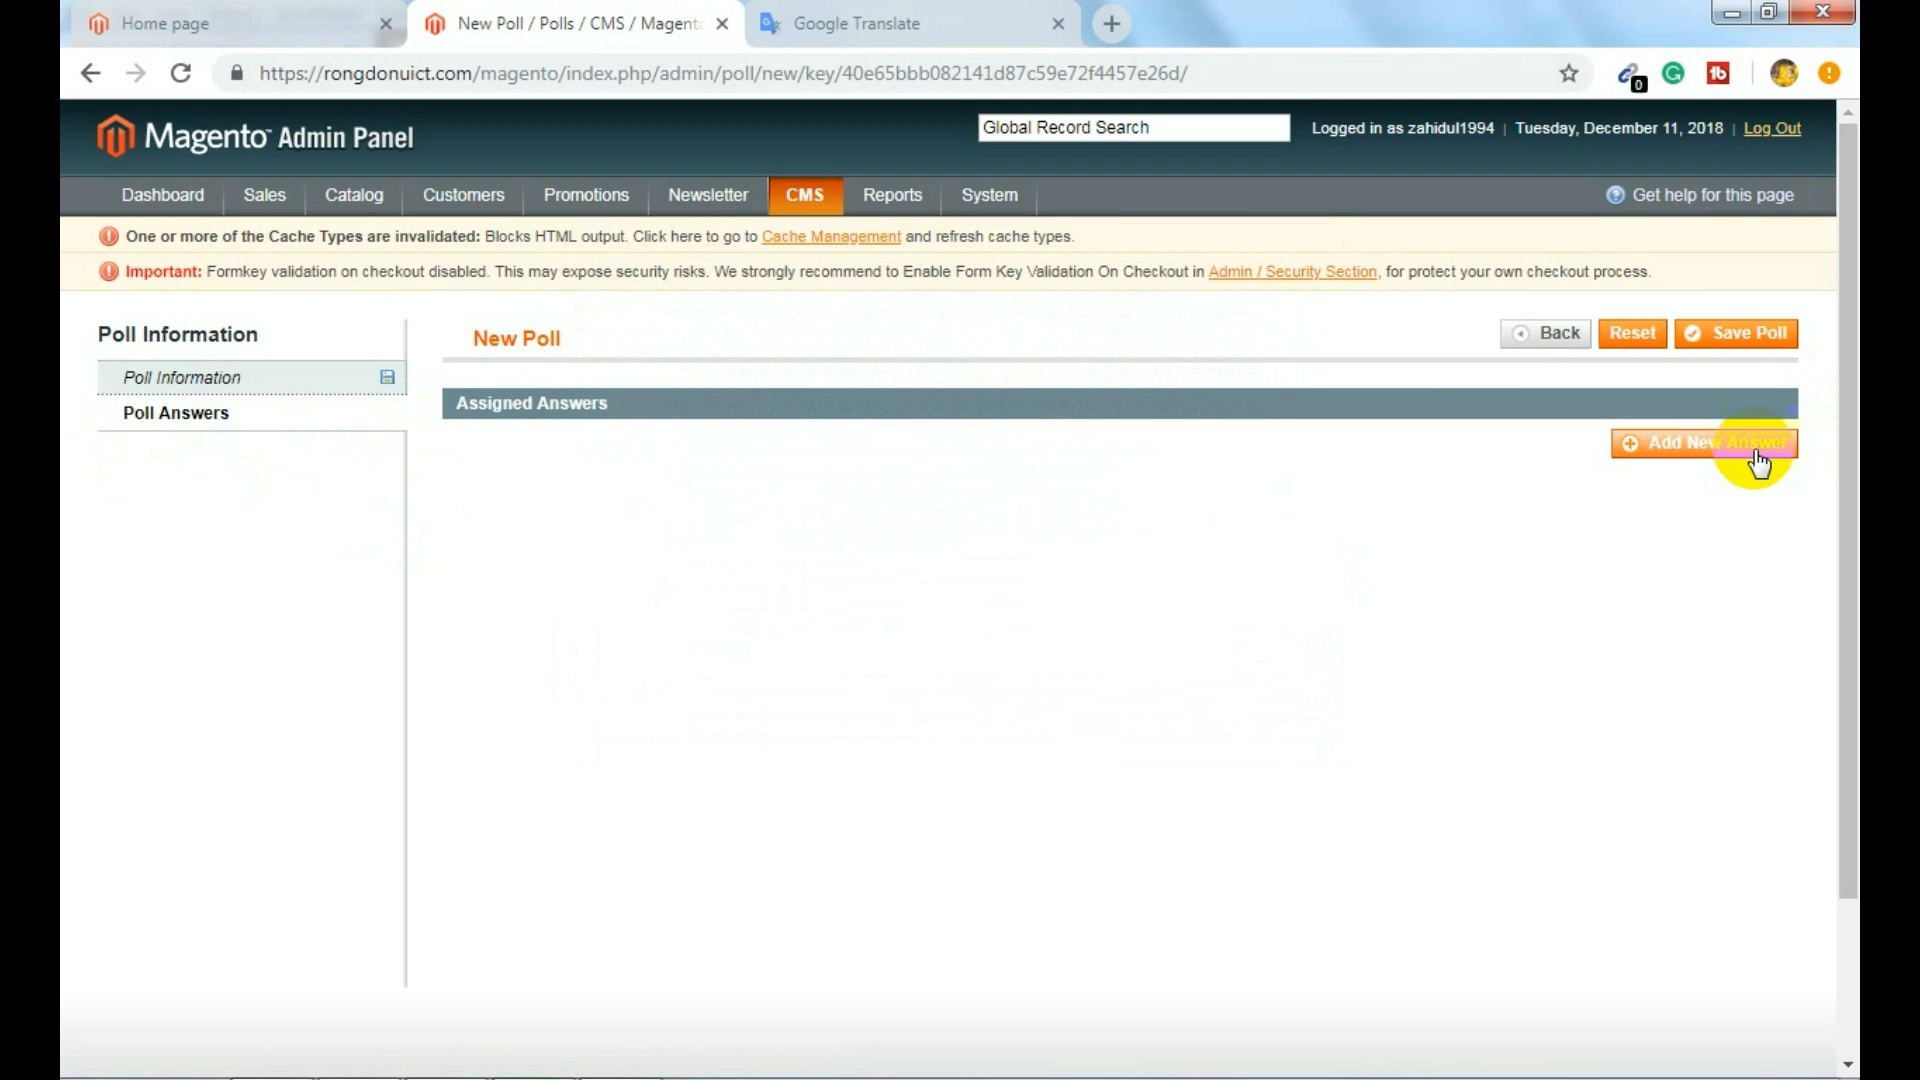 Home page
New Poll / Polls / CMS / Magent
Google Translate
https://rongdonuict.com/magento/index.php/admin/poll/new/key/40e65bbb082141d87c59e72f4457e26d/
0
Magento Admin Panel
Global Record Search
Logged in as zahidul1994 | Tuesday, December 11, 2018 | Log Out
Dashboard Sales Catalog Customers Promotions Newsletter CMS Reports System
Get help for this page
One or more of the Cache Types are invalidated: Blocks HTML output. Click here to go to Cache Management and refresh cache types.
Important: Formkey validation on checkout disabled. This may expose security risks. We strongly recommend to Enable Form Key Validation On Checkout in Admin / Security Section, for protect your own checkout process.
Poll Information
Poll Information
Poll Answers
New Poll
Back Reset Save Poll
Assigned Answers
Add New Answer